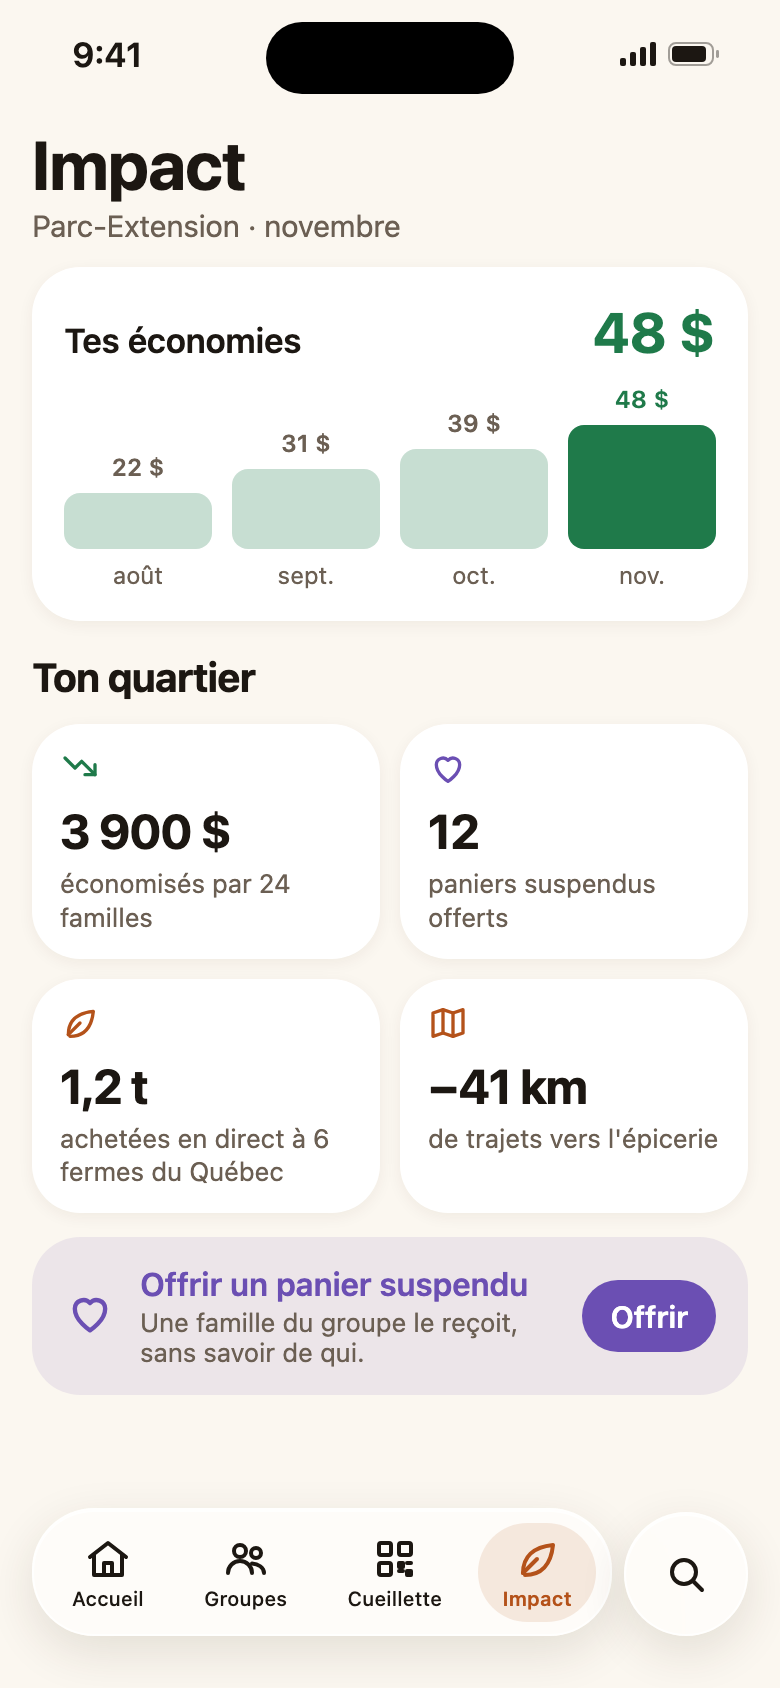 9:41
Impact
Parc-Extension · novembre
Tes économies
48 $
22 $
31 $
39 $
48 $
août
sept.
oct.
nov.
Ton quartier
3 900 $
économisés par 24
familles
12
paniers suspendus
offerts
1,2 t
achetées en direct à 6
fermes du Québec
−41 km
de trajets vers l'épicerie
Offrir un panier suspendu
Une famille du groupe le reçoit,
sans savoir de qui.
Offrir
Accueil
Groupes
Cueillette
Impact